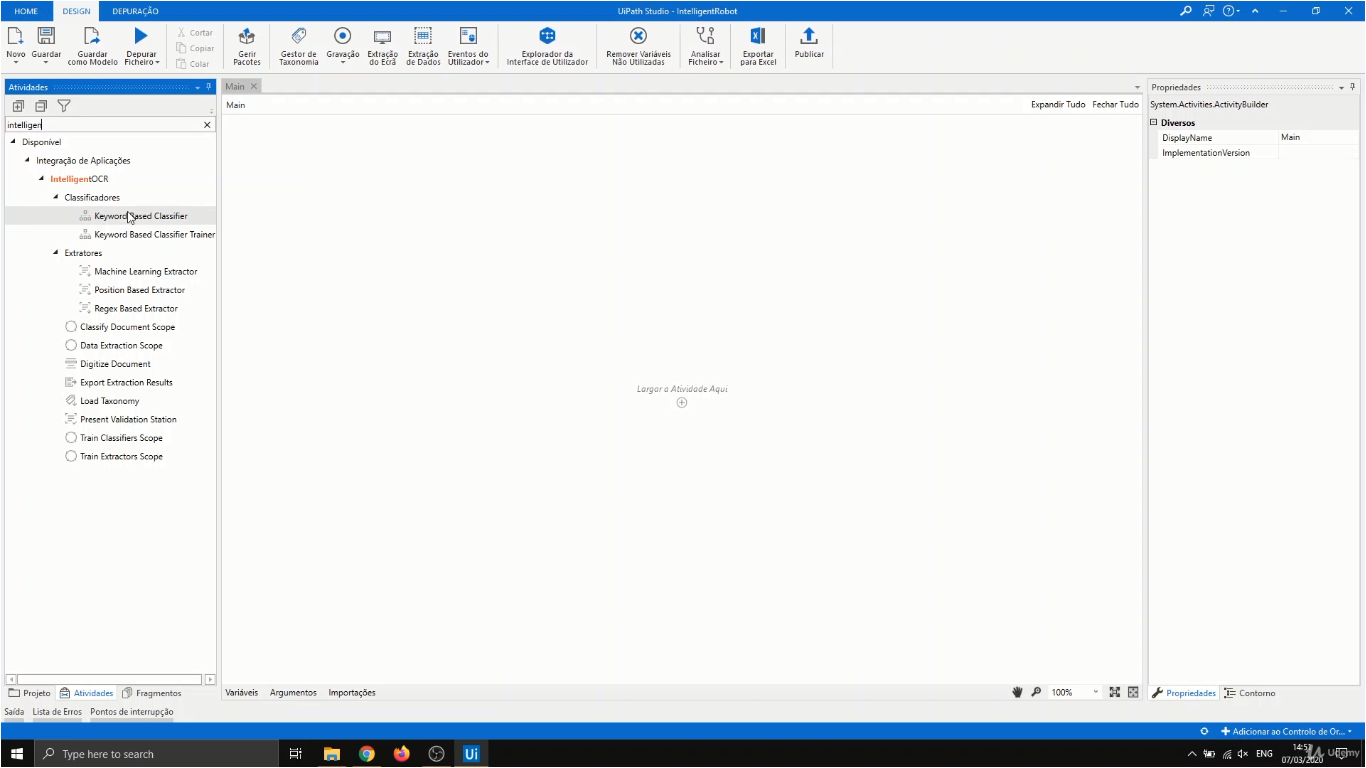 HOME DESIGN DEPURAÇÃO UiPath Studio - IntelligentRobot
Novo Guardar Guardar como Modelo Depurar Ficheiro Cortar Copiar Colar Gerir Pacotes Gestor de Taxonomia Gravação Extração do Ecrã Extração de Dados Eventos do Utilizador Explorador da Interface de Utilizador Remover Variáveis Não Utilizadas Analisar Ficheiro Exportar para Excel Publicar
Atividades
intelligen
Disponível
Integração de Aplicações
IntelligentOCR
Classificadores
Keyword Based Classifier
Keyword Based Classifier Trainer
Extratores
Machine Learning Extractor
Position Based Extractor
Regex Based Extractor
Classify Document Scope
Data Extraction Scope
Digitize Document
Export Extraction Results
Load Taxonomy
Present Validation Station
Train Classifiers Scope
Train Extractors Scope
Main
Main Expandir Tudo Fechar Tudo
Largar a Atividade Aqui
Propriedades
System.Activities.ActivityBuilder
Diversos
DisplayName Main
ImplementationVersion
Projeto Atividades Fragmentos
Variáveis Argumentos Importações 100%
Propriedades Contorno
Saída Lista de Erros Pontos de interrupção
Adicionar ao Controlo de Or...
Type here to search Ui ENG
07/03/2020
Udemy